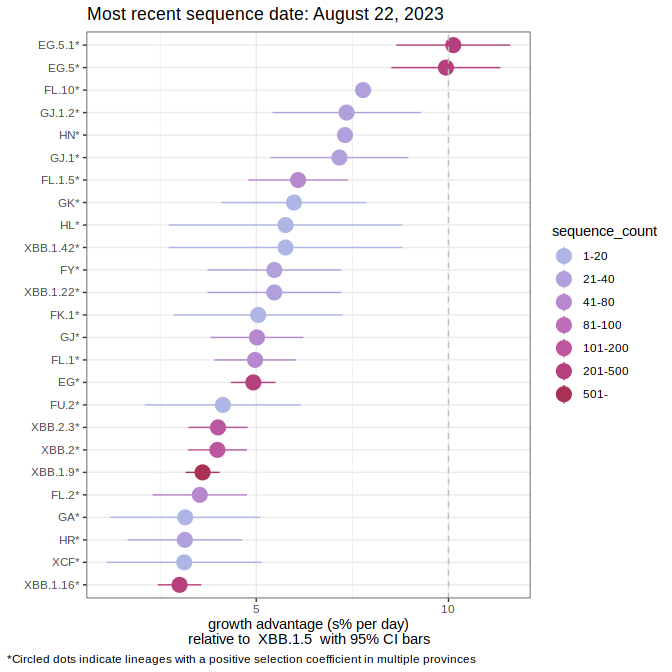 Most recent sequence date: August 22, 2023
EG.5.1*
EG.5*
FL.10*
GJ.1.2*
HN*
GJ.1*
FL.1.5*
GK*
HL*
XBB.1.42*
FY*
XBB.1.22*
FK.1*
GJ*
FL.1*
EG*
FU.2*
XBB.2.3*
XBB.2*
XBB.1.9*
FL.2*
GA*
HR*
XCF*
XBB.1.16*
5 10
growth advantage (s% per day)
relative to XBB.1.5 with 95% CI bars
sequence_count
1-20
21-40
41-80
81-100
101-200
201-500
501-
*Circled dots indicate lineages with a positive selection coefficient in multiple provinces